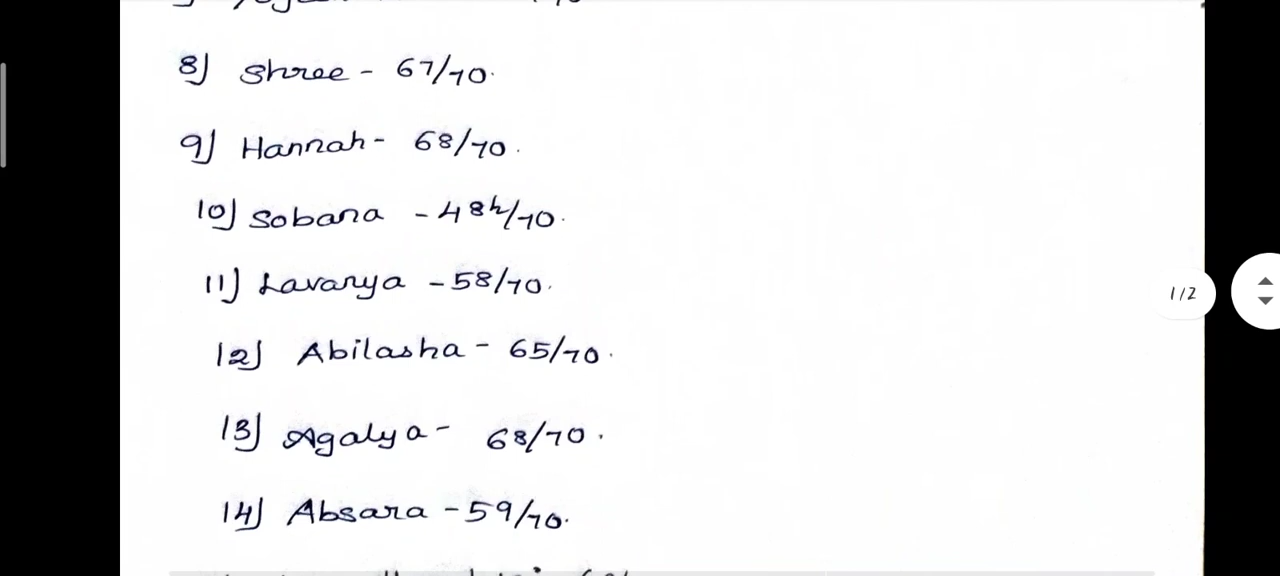 8) Shree - 67/70.
9) Hannah - 68/70.
10) Sobana - 48½/70.
11) Lavanya - 58/70.
12) Abilasha - 65/70.
13) Agalya - 68/70.
14) Absara - 59/70.
1/2